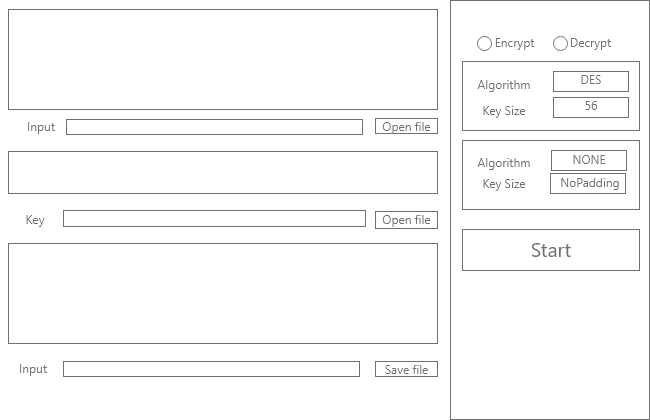 Input
Open file
Key
Open file
Input
Save file
Encrypt
Decrypt
Algorithm
DES
Key Size
56
Algorithm
NONE
Key Size
NoPadding
Start